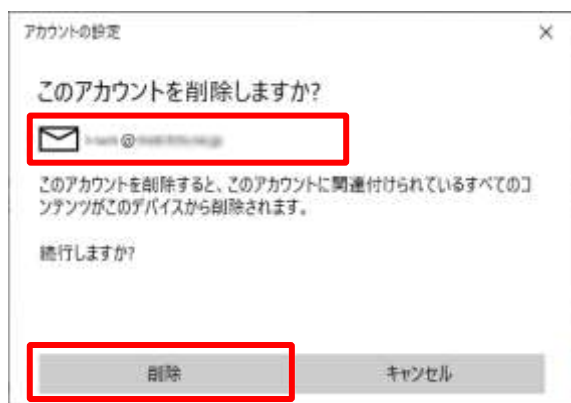 アカウントの設定
このアカウントを削除しますか?
@
このアカウントを削除すると、このアカウントに関連付けられているすべてのコ
ンテンツがこのデバイスから削除されます。
続行しますか?
削除
キャンセル